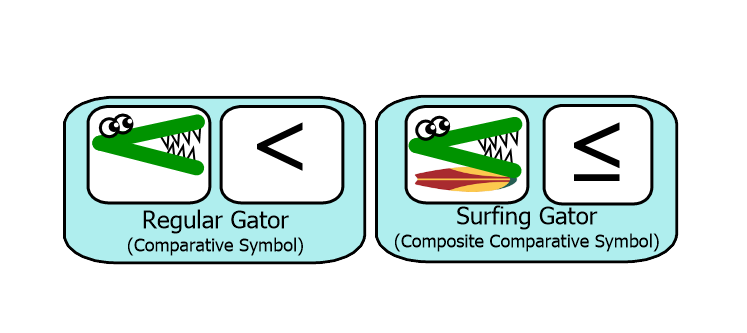 <
Regular Gator
(Comparative Symbol)
≤
Surfing Gator
(Composite Comparative Symbol)